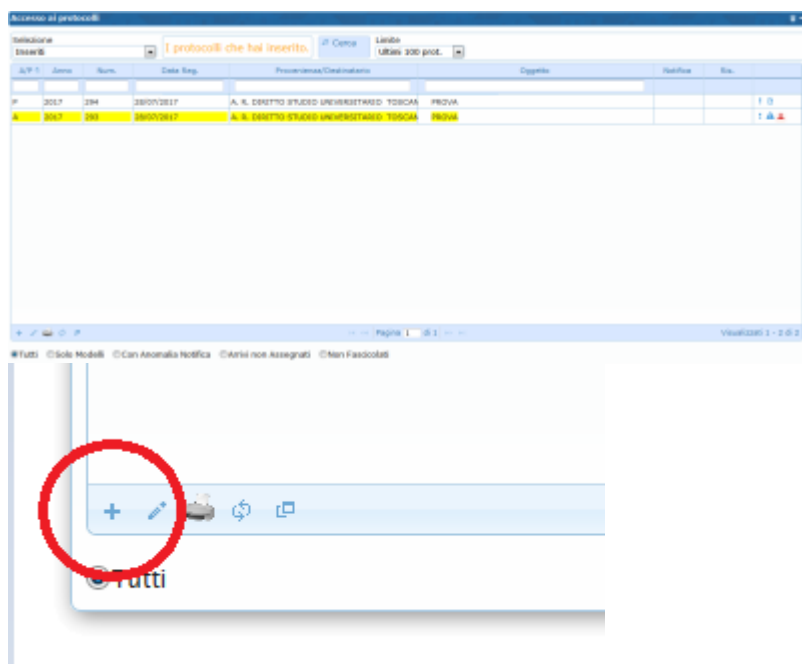 Accesso ai protocolli
Selezione
Inseriti
I protocolli che hai inserito.
Cerca
Limite
Ultimi 100 prot.
A/P Anno Num. Data Reg. Provenienza/Destinatario Oggetto Notifica Ris.
P 2017 294 28/07/2017 A. R. DIRITTO STUDIO UNIVERSITARIO TOSCAN PROVA
A 2017 293 28/07/2017 A. R. DIRITTO STUDIO UNIVERSITARIO TOSCAN PROVA
Pagina 1 di 1
Visualizzati 1 - 2 di 2
Tutti Solo Modelli Con Anomalia Notifica Arrivi non Assegnati Non Fascicolati
Tutti